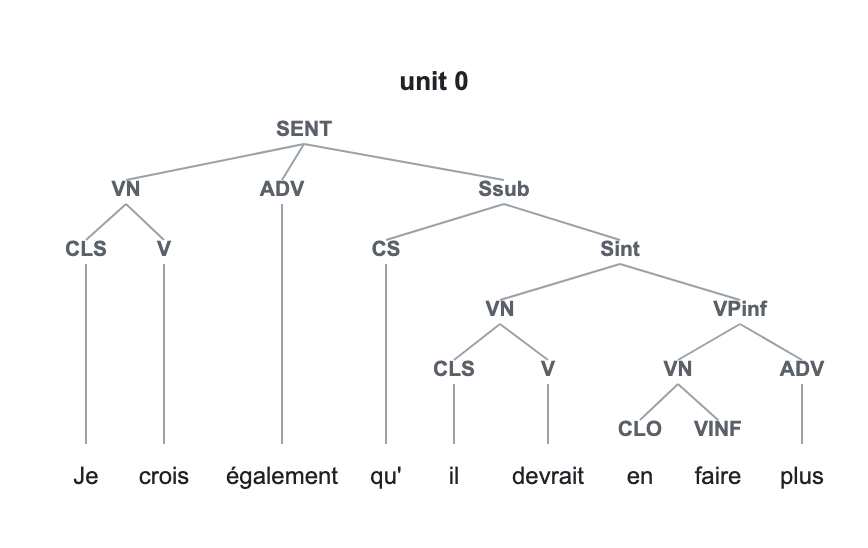 unit 0
SENT
VN ADV Ssub
CLS V CS Sint
VN VPinf
CLS V VN ADV
CLO VINF
Je crois également qu' il devrait en faire plus